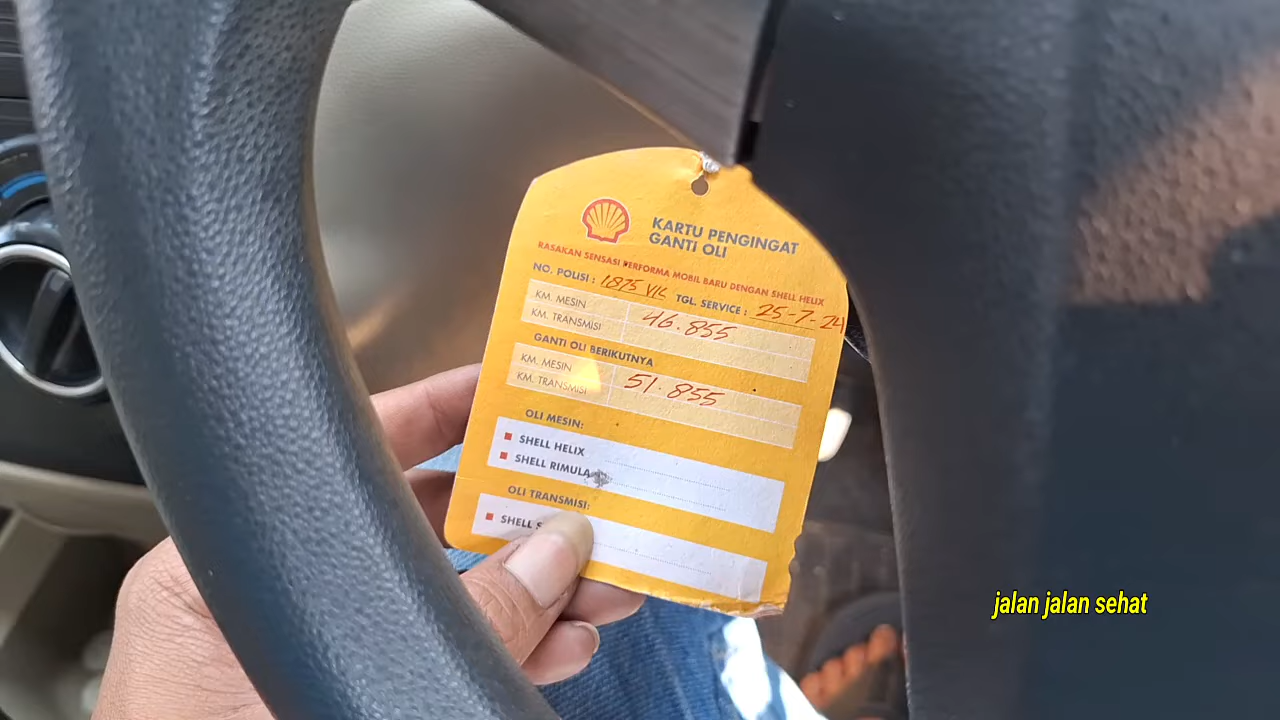 KARTU PENGINGAT
GANTI OLI
RASAKAN SENSASI PERFORMA MOBIL BARU DENGAN SHELL HELIX
NO. POLISI : 1875 VIL TGL. SERVICE : 25-7-24
KM. MESIN 46.855
KM. TRANSMISI
GANTI OLI BERIKUTNYA
KM. MESIN 51.855
KM. TRANSMISI
OLI MESIN:
SHELL HELIX
SHELL RIMULA
OLI TRANSMISI:
SHELL
jalan jalan sehat